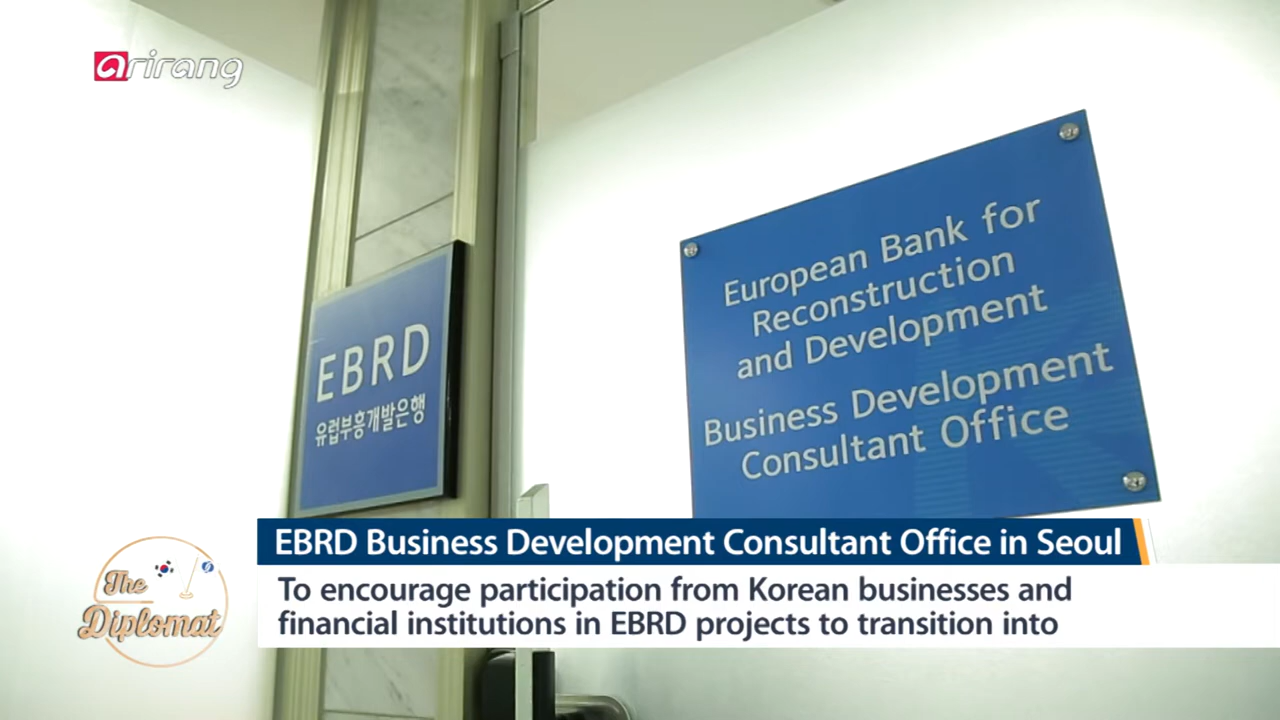 arirang
EBRD
유럽부흥개발은행
European Bank for
Reconstruction
and Development
Business Development
Consultant Office
EBRD Business Development Consultant Office in Seoul
To encourage participation from Korean businesses and
financial institutions in EBRD projects to transition into
The
Diplomat